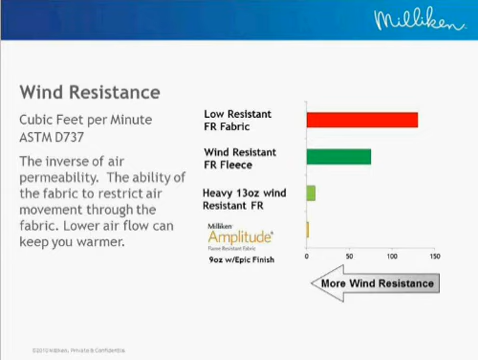 Milliken
Wind Resistance
Cubic Feet per Minute
ASTM D737
The inverse of air
permeability. The ability of
the fabric to restrict air
movement through the
fabric. Lower air flow can
keep you warmer.
Low Resistant
FR Fabric
Wind Resistant
FR Fleece
Heavy 13oz wind
Resistant FR
Milliken
Amplitude
Flame Resistant Fabric
9oz w/Epic Finish
0 50 100 150
More Wind Resistance
©2010 Milliken, Private & Confidential